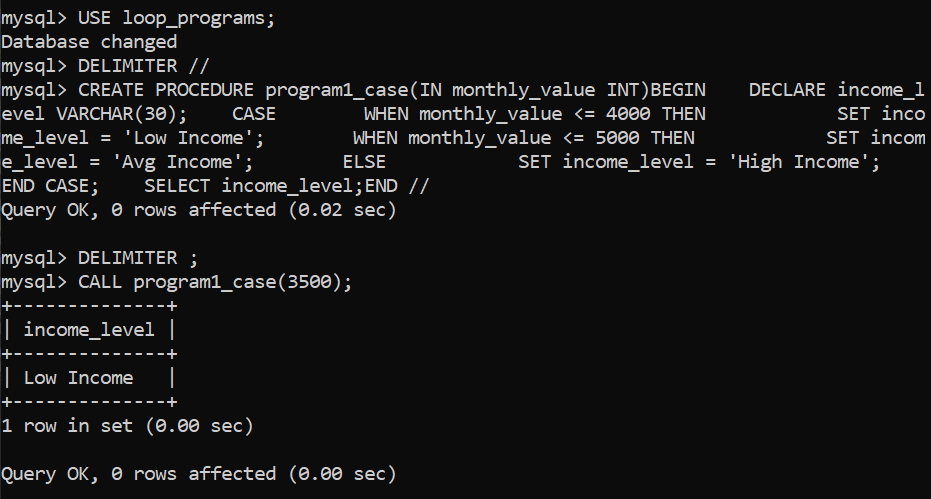 mysql> USE loop_programs;
Database changed
mysql> DELIMITER //
mysql> CREATE PROCEDURE program1_case(IN monthly_value INT)BEGIN    DECLARE income_l
evel VARCHAR(30);    CASE        WHEN monthly_value <= 4000 THEN            SET inco
me_level = 'Low Income';        WHEN monthly_value <= 5000 THEN            SET incom
e_level = 'Avg Income';        ELSE            SET income_level = 'High Income';
END CASE;    SELECT income_level;END //
Query OK, 0 rows affected (0.02 sec)

mysql> DELIMITER ;
mysql> CALL program1_case(3500);
+--------------+
| income_level |
+--------------+
| Low Income   |
+--------------+
1 row in set (0.00 sec)

Query OK, 0 rows affected (0.00 sec)